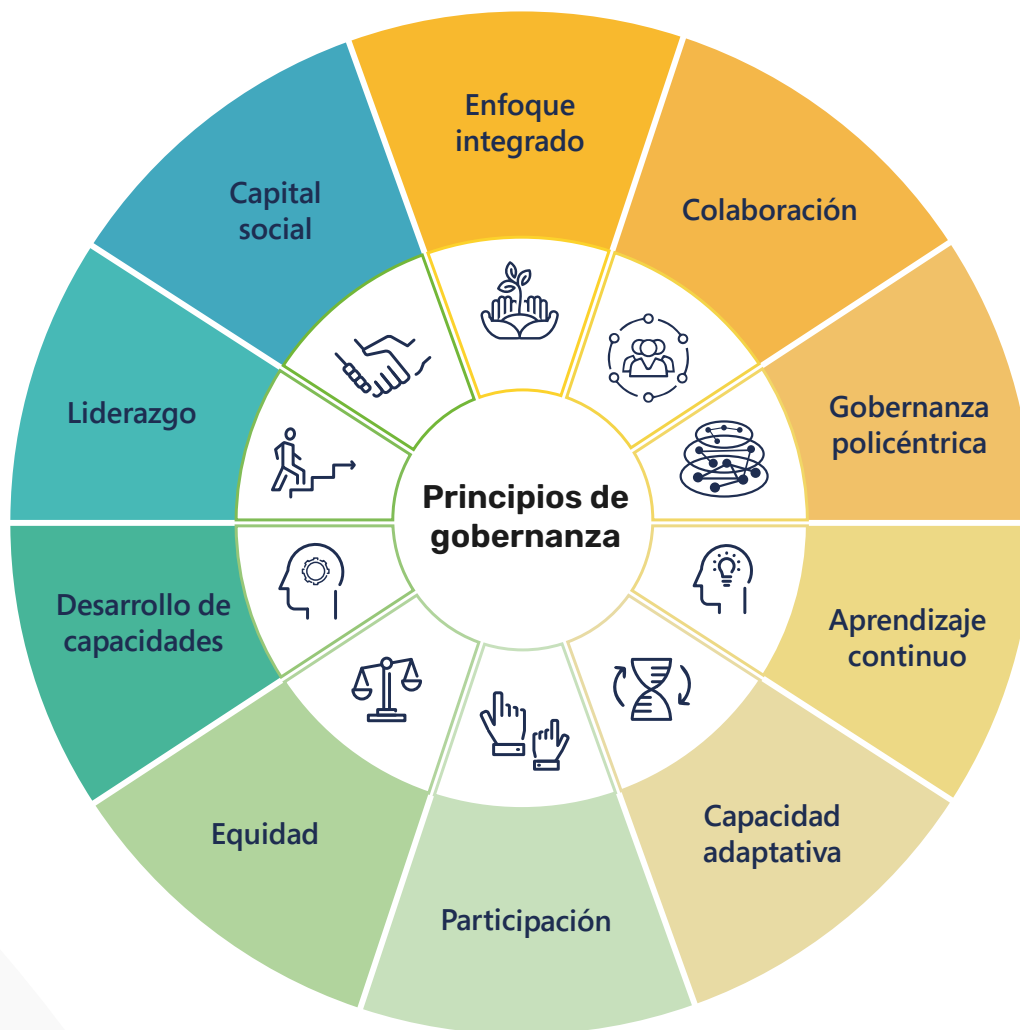 Enfoque
integrado
Colaboración
Gobernanza
policéntrica
Aprendizaje
continuo
Capacidad
adaptativa
Participación
Equidad
Desarrollo de
capacidades
Liderazgo
Capital
social
Principios de
gobernanza